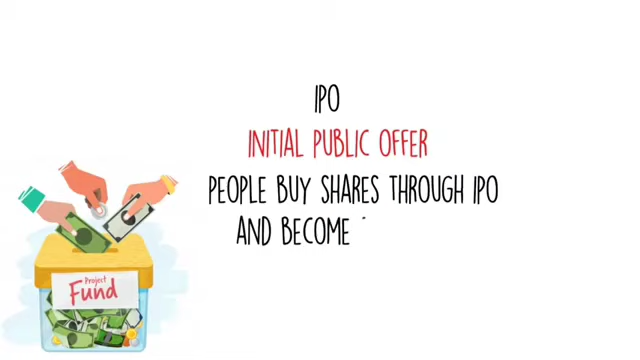 IPO
INITIAL PUBLIC OFFER
PEOPLE BUY SHARES THROUGH IPO
AND BECOME
Project
Fund